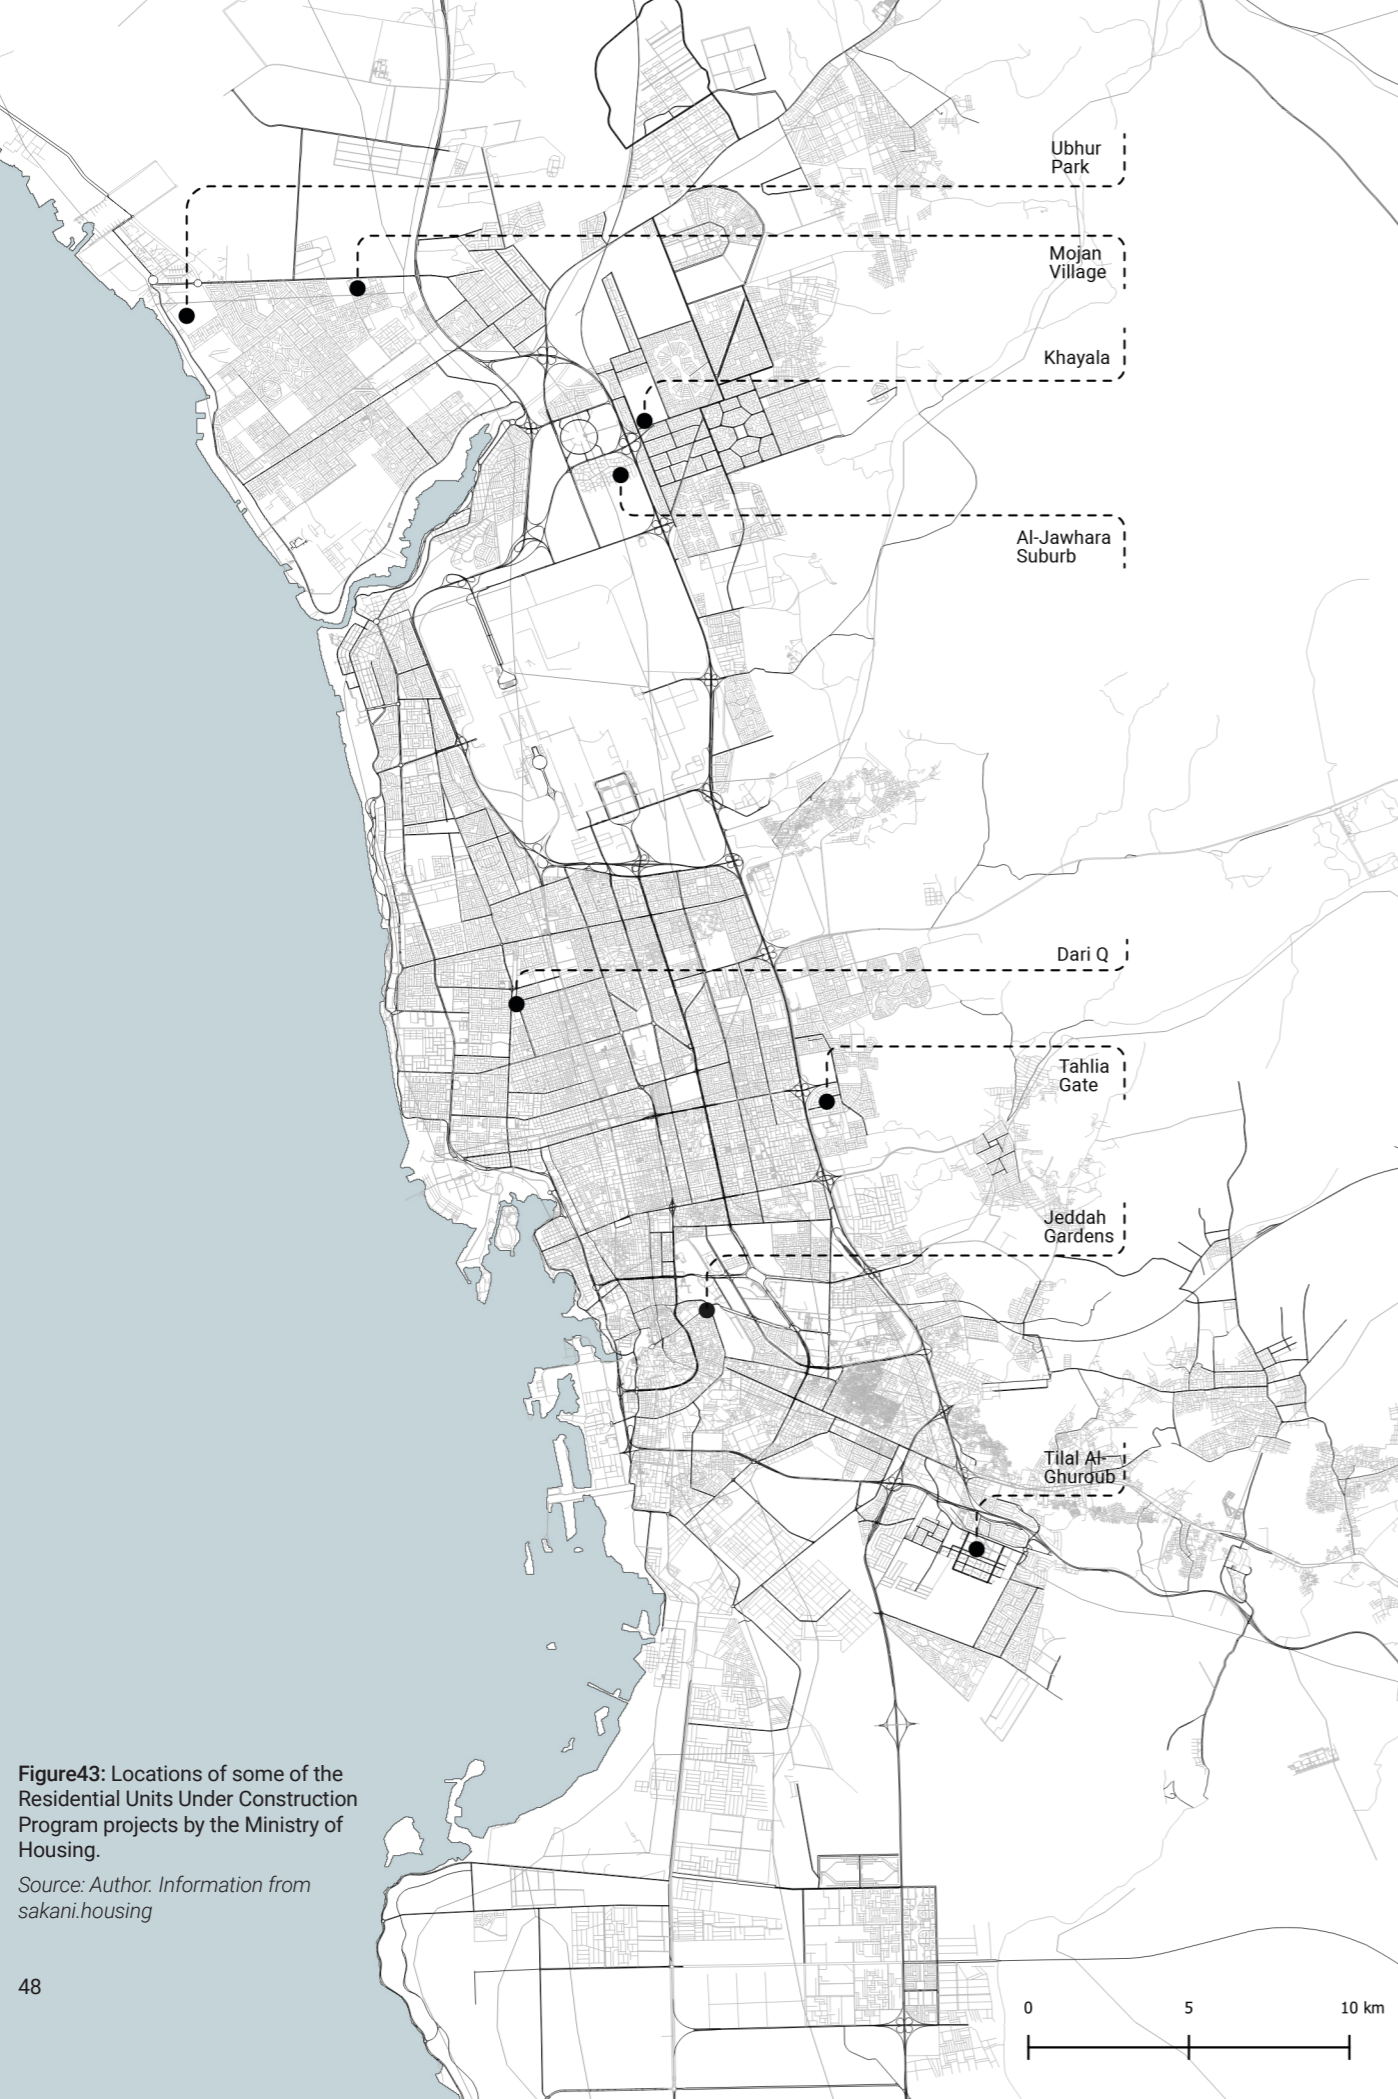 Ubhur
Park
Mojan
Village
Khayala
Al-Jawhara
Suburb
Dari Q
Tahlia
Gate
Jeddah
Gardens
Tilal Al-
Ghuroub
Figure43: Locations of some of the
Residential Units Under Construction
Program projects by the Ministry of
Housing.
Source: Author. Information from
sakani.housing
48
0 5 10 km